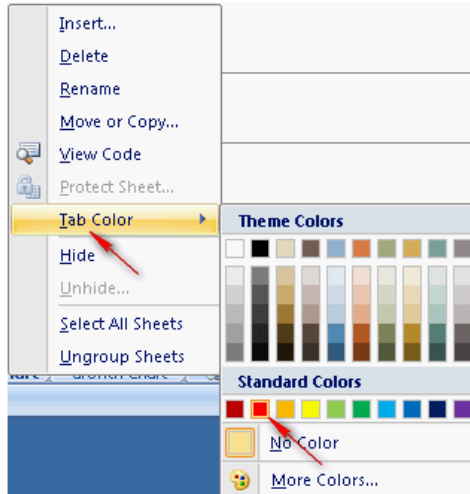 Insert...
Delete
Rename
Move or Copy...
View Code
Protect Sheet...
Tab Color
Hide
Unhide...
Select All Sheets
Ungroup Sheets
Theme Colors
Standard Colors
No Color
More Colors...